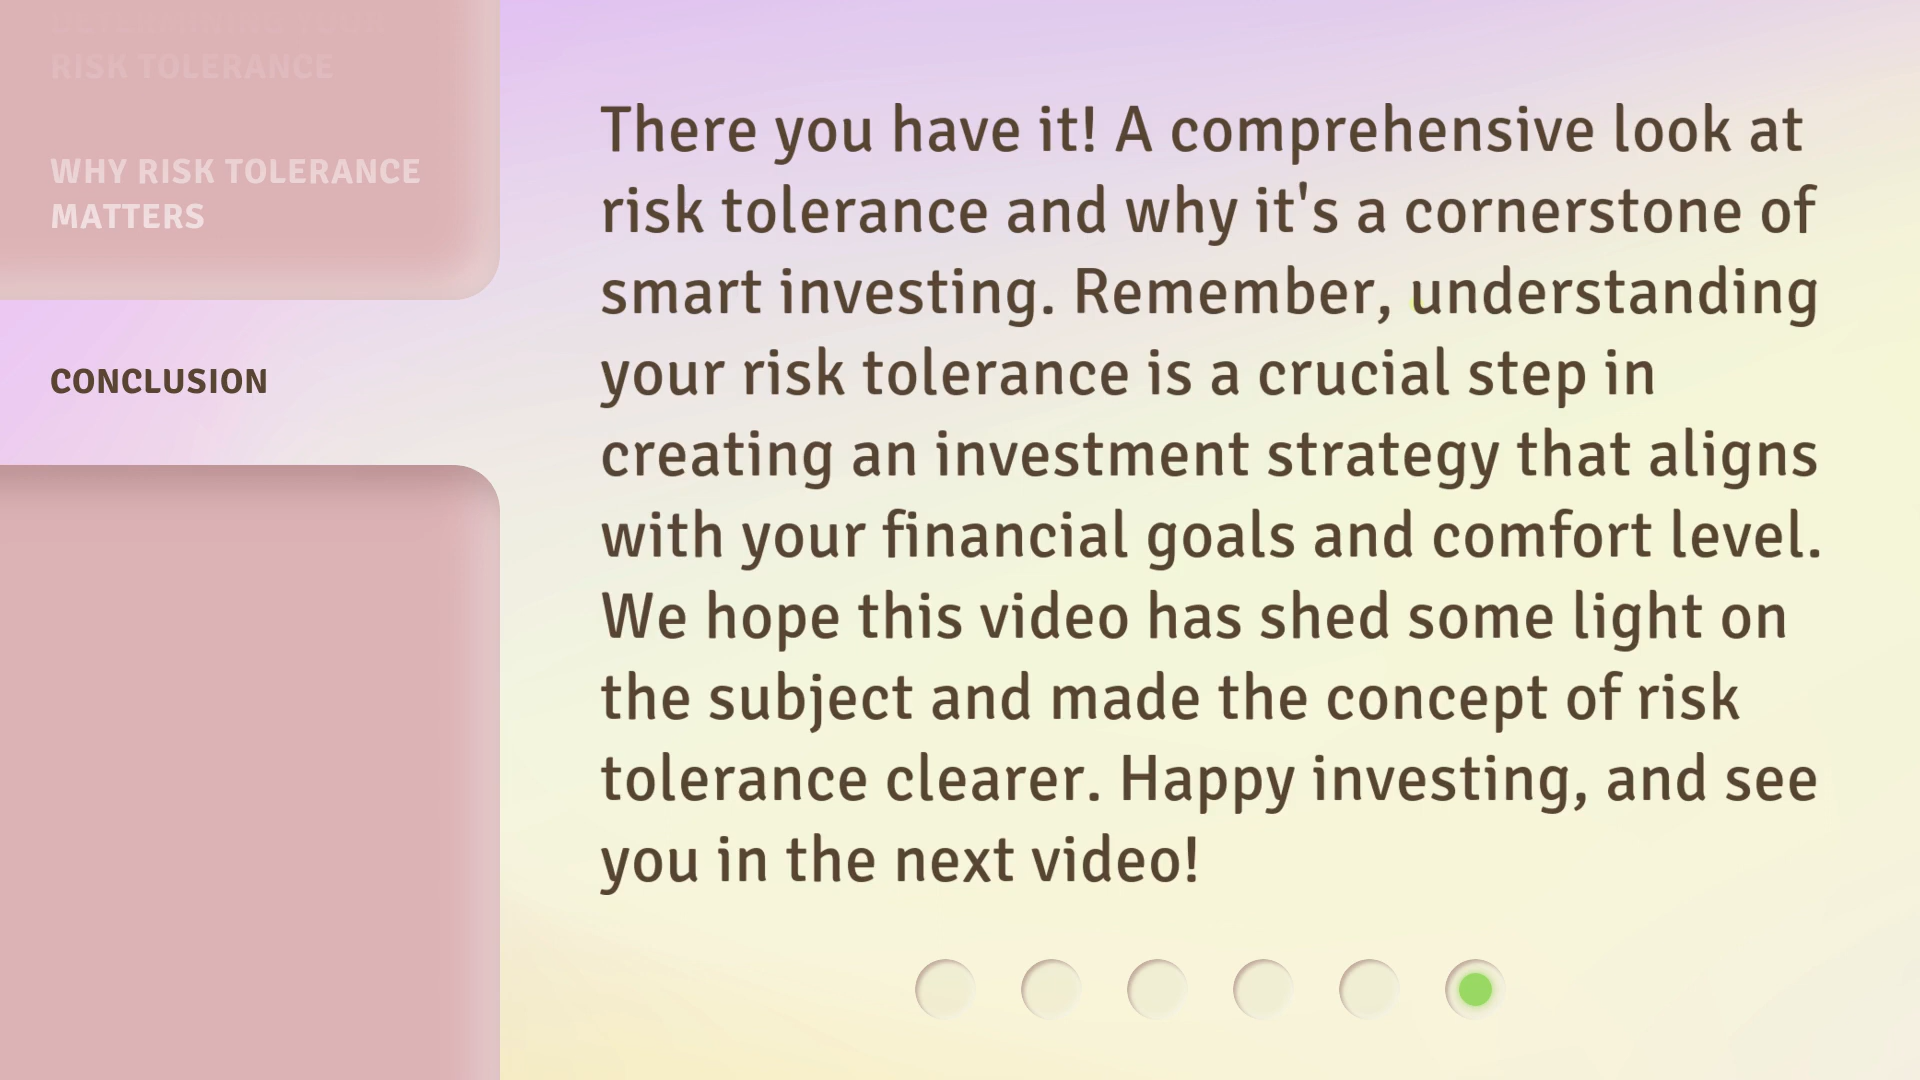 DETERMINING YOUR
RISK TOLERANCE
WHY RISK TOLERANCE
MATTERS
CONCLUSION
There you have it! A comprehensive look at
risk tolerance and why it's a cornerstone of
smart investing. Remember, understanding
your risk tolerance is a crucial step in
creating an investment strategy that aligns
with your financial goals and comfort level.
We hope this video has shed some light on
the subject and made the concept of risk
tolerance clearer. Happy investing, and see
you in the next video!